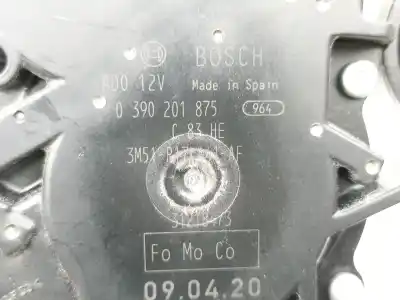 BOSCH
12V Made in Spain
0 390 201 875 964
C 83 HE
Fo Mo Co
09.04.20